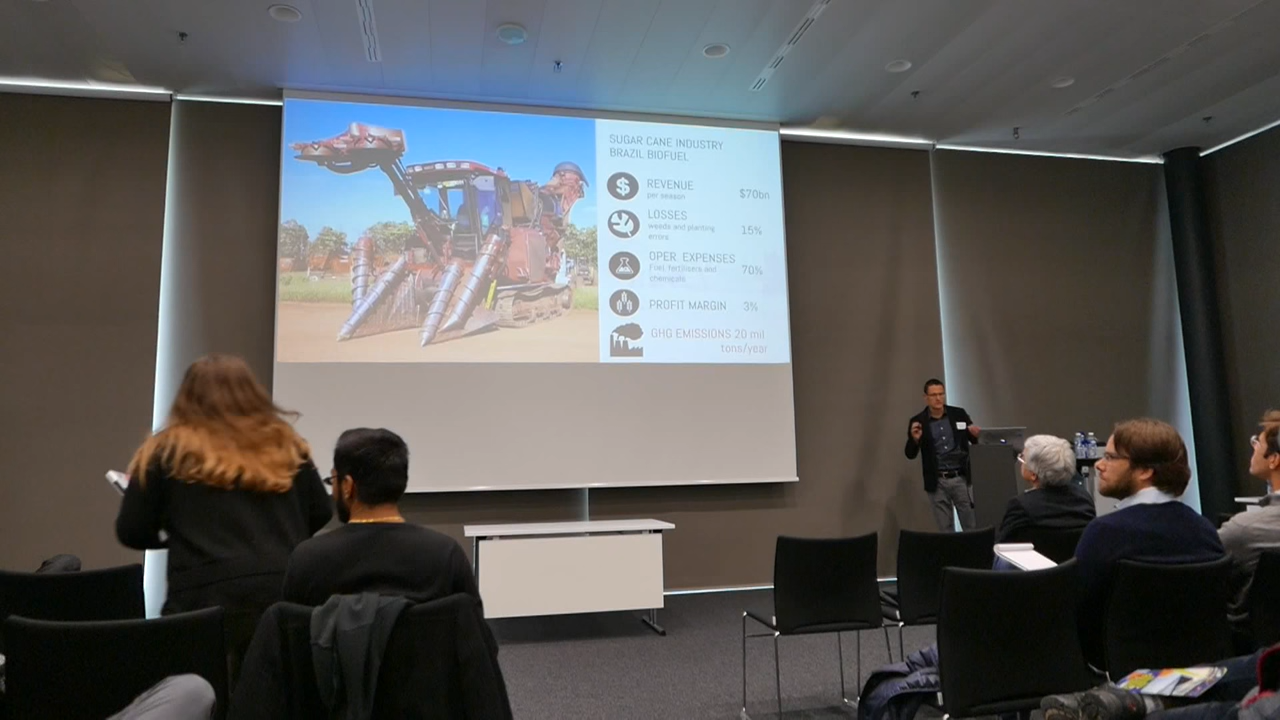 SUGAR CANE INDUSTRY
BRAZIL BIOFUEL
REVENUE
per season
$70bn
LOSSES
weeds and planting
errors
15%
OPER. EXPENSES
Fuel, fertilisers and
chemicals
70%
PROFIT MARGIN 3%
GHG EMISSIONS 20 mil
tons/year